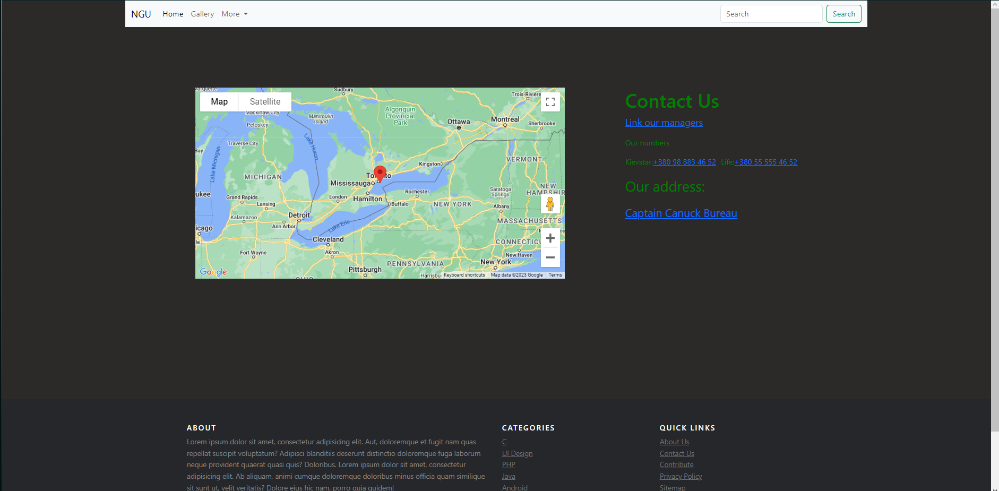 NGU Home Gallery More Search Search
Marquette
Sudbury
Trois-Rivière
Map Satellite
Mackinaw City
Manitoulin
Island
Algonquin
Provincial
Park
Ottawa
Montreal
Sherbrooke
Petoskey
Traverse City
Bay
Lake Huron
Lake Michigan
Kingston
VERMONT
MICHIGAN
Toronto
Mississauga
Rochester
Saratoga
Springs
NEW
HAMPSHIR
ukee
Grand Rapids
Lansing
London
Hamilton
Buffalo
NEW YORK
Albany
Kalamazoo
Detroit
Ann Arbor
Lake Erie
MASSACHUSETTS
icago
le
Cleveland
CONNECTICU
Fort Wayne
Akron
New Haven
PENNSYLVANIA
New York
Pittsburgh
Google
OHIO
Harrisbu
Keyboard shortcuts Map data ©2023 Google Terms
Contact Us
Link our managers
Our numbers
Kievstar:+380 98 883 46 52 Life:+380 55 555 46 52
Our address:
Captain Canuck Bureau
ABOUT
Lorem ipsum dolor sit amet, consectetur adipisicing elit. Aut, doloremque et fugit nam quas
repellat suscipit voluptatum? Adipisci blanditiis deserunt distinctio doloremque fuga laborum
neque provident quaerat quasi quis? Doloribus. Lorem ipsum dolor sit amet, consectetur
adipisicing elit. Ab aliquam, animi cumque doloremque doloribus minus officia quam similique
sit sunt ut, velit veritatis? Dolore eius hic nam, porro quia quidem!
CATEGORIES
C
UI Design
PHP
Java
Android
QUICK LINKS
About Us
Contact Us
Contribute
Privacy Policy
Sitemap